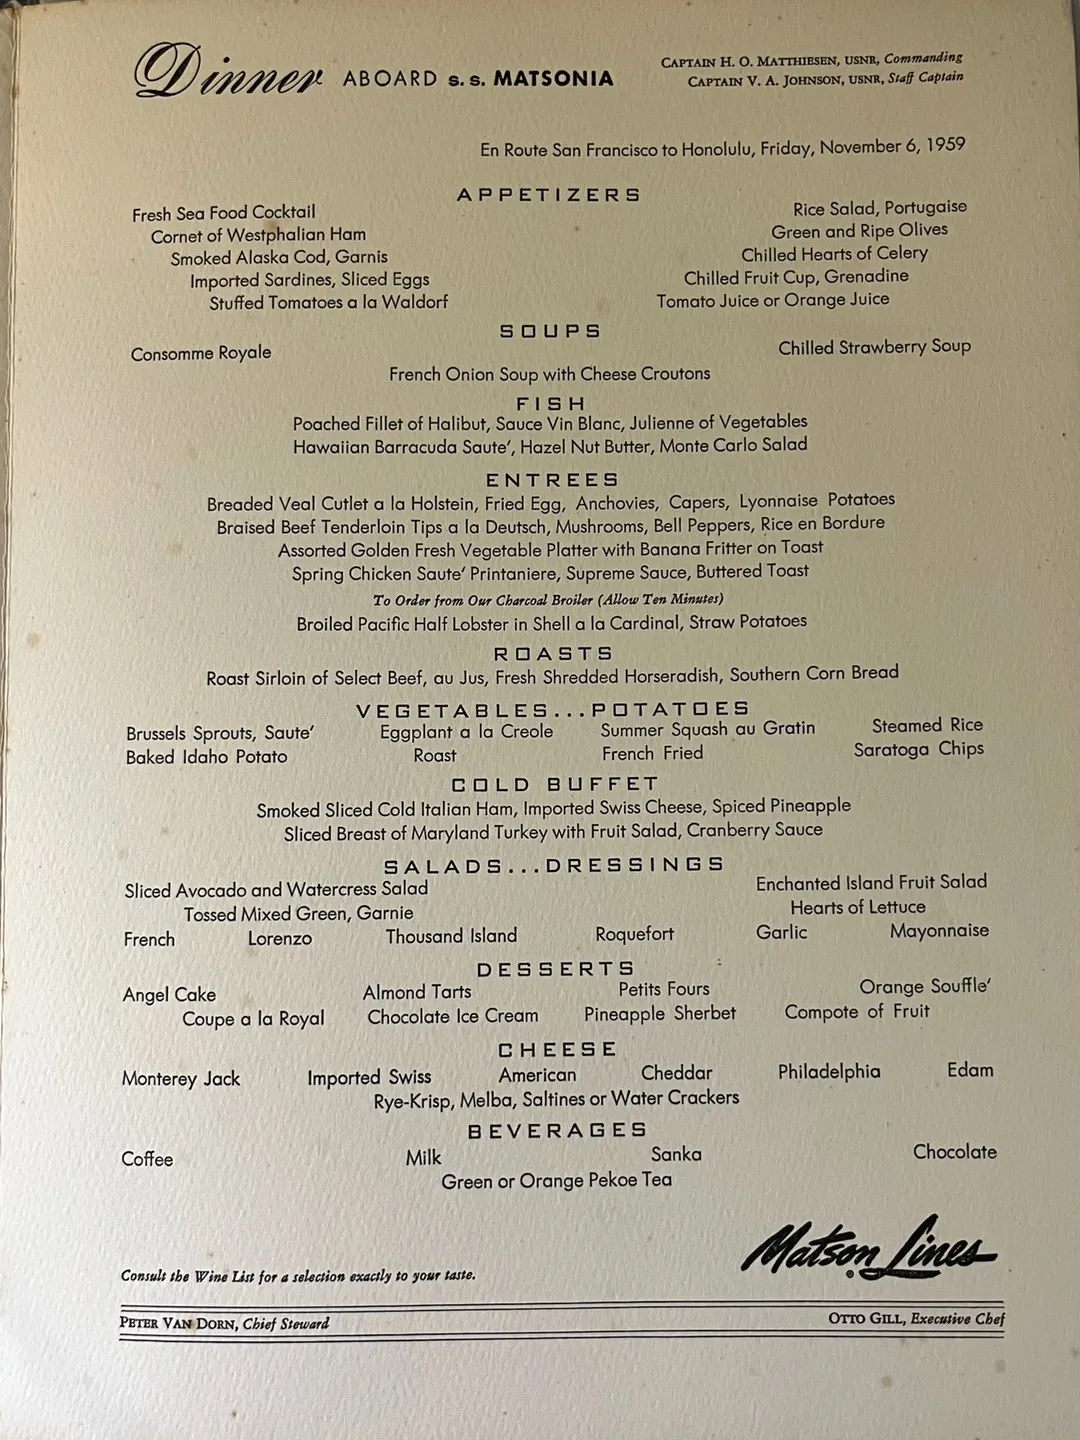 Dinner ABOARD s. s. MATSONIA
CAPTAIN H. O. MATTHIESEN, USNR, Commanding
CAPTAIN V. A. JOHNSON, USNR, Staff Captain
En Route San Francisco to Honolulu, Friday, November 6, 1959
APPETIZERS
Fresh Sea Food Cocktail Rice Salad, Portugaise
Cornet of Westphalian Ham Green and Ripe Olives
Smoked Alaska Cod, Garnis Chilled Hearts of Celery
Imported Sardines, Sliced Eggs Chilled Fruit Cup, Grenadine
Stuffed Tomatoes a la Waldorf Tomato Juice or Orange Juice
SOUPS
Consomme Royale Chilled Strawberry Soup
French Onion Soup with Cheese Croutons
FISH
Poached Fillet of Halibut, Sauce Vin Blanc, Julienne of Vegetables
Hawaiian Barracuda Saute', Hazel Nut Butter, Monte Carlo Salad
ENTREES
Breaded Veal Cutlet a la Holstein, Fried Egg, Anchovies, Capers, Lyonnaise Potatoes
Braised Beef Tenderloin Tips a la Deutsch, Mushrooms, Bell Peppers, Rice en Bordure
Assorted Golden Fresh Vegetable Platter with Banana Fritter on Toast
Spring Chicken Saute' Printaniere, Supreme Sauce, Buttered Toast
To Order from Our Charcoal Broiler (Allow Ten Minutes)
Broiled Pacific Half Lobster in Shell a la Cardinal, Straw Potatoes
ROASTS
Roast Sirloin of Select Beef, au Jus, Fresh Shredded Horseradish, Southern Corn Bread
VEGETABLES...POTATOES
Brussels Sprouts, Saute' Eggplant a la Creole Summer Squash au Gratin Steamed Rice
Baked Idaho Potato Roast French Fried Saratoga Chips
COLD BUFFET
Smoked Sliced Cold Italian Ham, Imported Swiss Cheese, Spiced Pineapple
Sliced Breast of Maryland Turkey with Fruit Salad, Cranberry Sauce
SALADS...DRESSINGS
Sliced Avocado and Watercress Salad Enchanted Island Fruit Salad
Tossed Mixed Green, Garnie Hearts of Lettuce
French Lorenzo Thousand Island Roquefort Garlic Mayonnaise
DESSERTS
Angel Cake Almond Tarts Petits Fours Orange Souffle'
Coupe a la Royal Chocolate Ice Cream Pineapple Sherbet Compote of Fruit
CHEESE
Monterey Jack Imported Swiss American Cheddar Philadelphia Edam
Rye-Krisp, Melba, Saltines or Water Crackers
BEVERAGES
Coffee Milk Sanka Chocolate
Green or Orange Pekoe Tea
Matson Lines
Consult the Wine List for a selection exactly to your taste.
PETER VAN DORN, Chief Steward OTTO GILL, Executive Chef